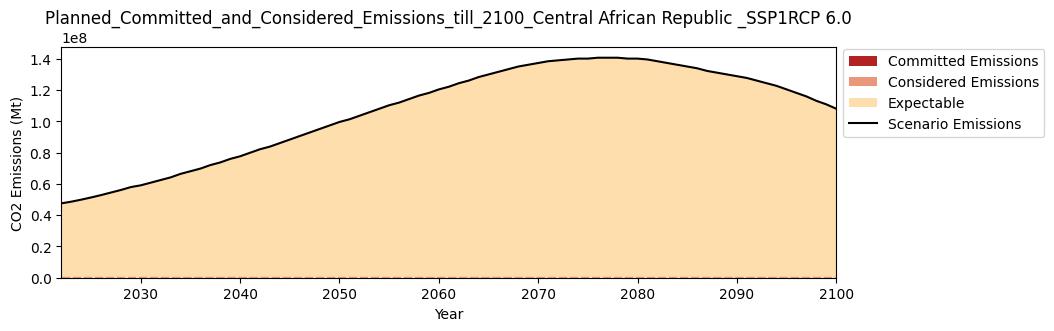 Planned_Committed_and_Considered_Emissions_till_2100_Central African Republic _SSP1RCP 6.0
1e8
1.4
1.2
1.0
0.8
0.6
0.4
0.2
0.0
CO2 Emissions (Mt)
2030 2040 2050 2060 2070 2080 2090 2100
Year
Committed Emissions
Considered Emissions
Expectable
Scenario Emissions